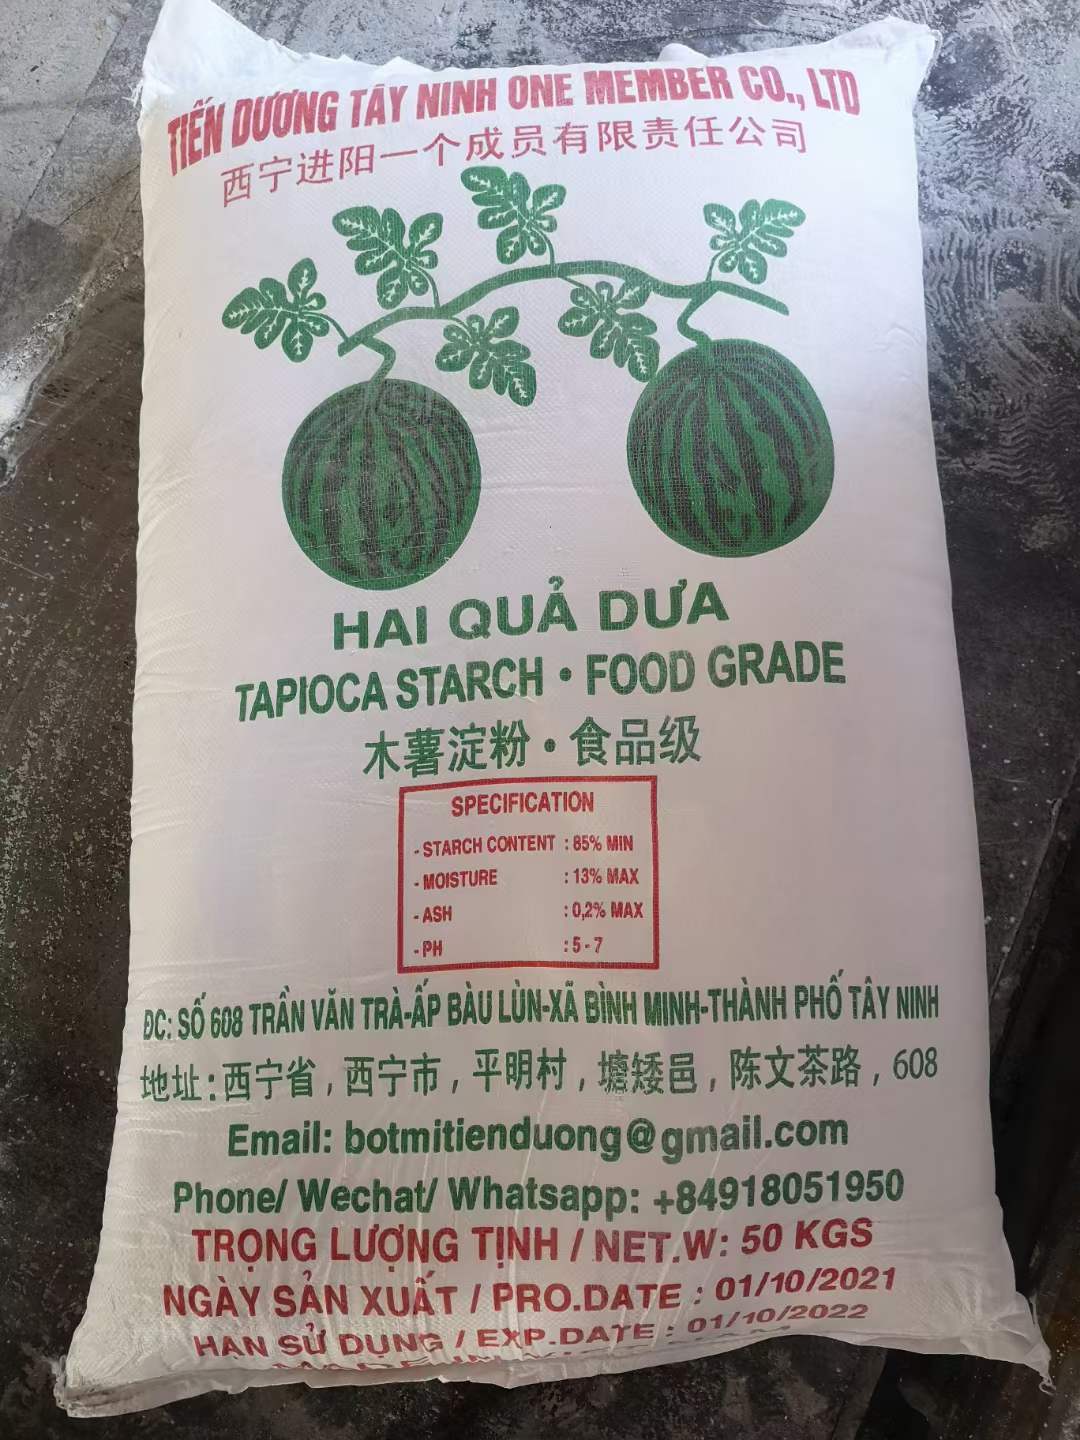 TIẾN DƯƠNG TÂY NINH ONE MEMBER CO., LTD
西宁进阳一个成员有限责任公司
HAI QUẢ DƯA
TAPIOCA STARCH • FOOD GRADE
木薯淀粉 • 食品级
SPECIFICATION
- STARCH CONTENT : 85% MIN
- MOISTURE : 13% MAX
- ASH : 0,2% MAX
- PH : 5 - 7
ĐC: SỐ 608 TRẦN VĂN TRÀ-ẤP BÀU LÙN-XÃ BÌNH MINH-THÀNH PHỐ TÂY NINH
地址 : 西宁省 , 西宁市 , 平明村 , 塘矮邑 , 陈文茶路 , 608
Email: botmitienduong@gmail.com
Phone/ Wechat/ Whatsapp: +84918051950
TRỌNG LƯỢNG TỊNH / NET.W: 50 KGS
NGÀY SẢN XUẤT / PRO.DATE : 01/10/2021
HẠN SỬ DỤNG / EXP.DATE : 01/10/2022
MADE IN